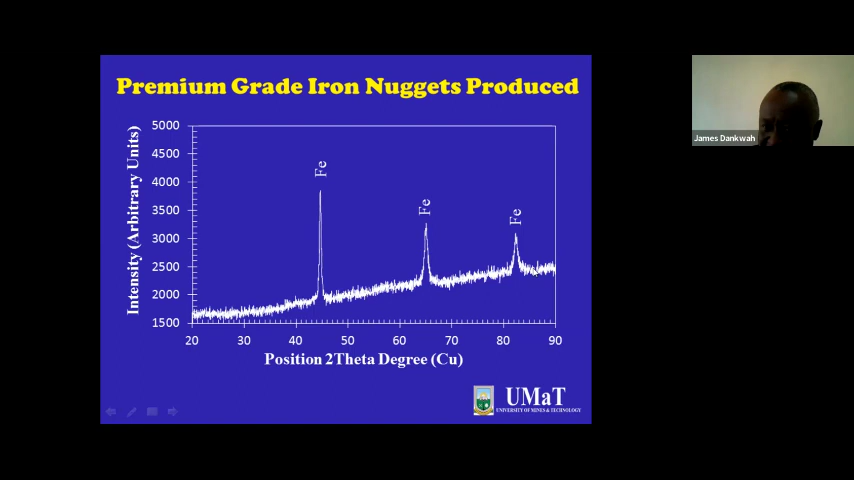 Premium Grade Iron Nuggets Produced
Intensity (Arbitrary Units)
5000
4500
4000
3500
3000
2500
2000
1500
Fe
Fe
Fe
20 30 40 50 60 70 80 90
Position 2Theta Degree (Cu)
UMaT
UNIVERSITY OF MINES & TECHNOLOGY
James Dankwah